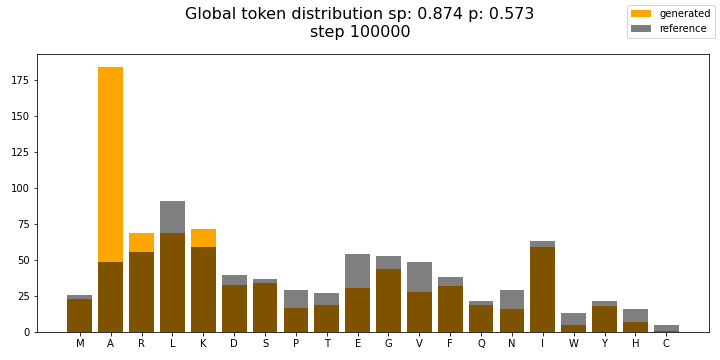 Global token distribution sp: 0.874 p: 0.573
step 100000
generated
reference
175
150
125
100
75
50
25
0
M A R L K D S P T E G V F Q N I W Y H C